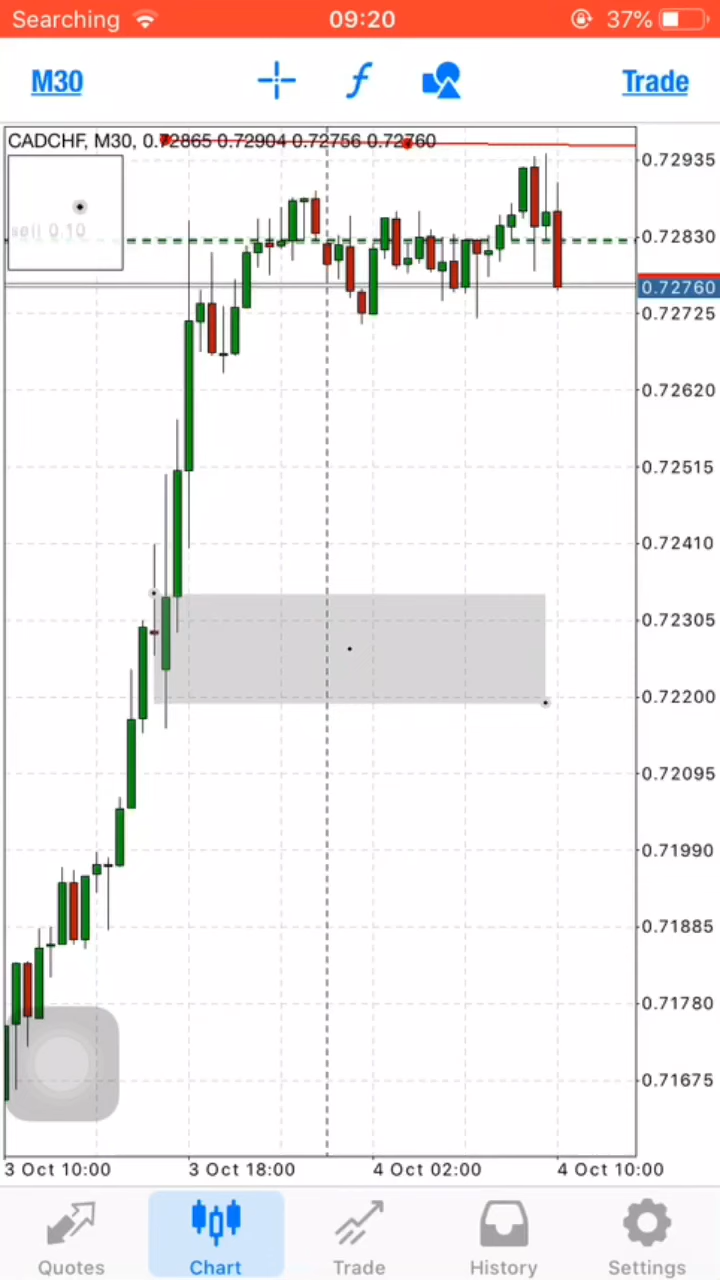 Searching 09:20 37%
M30 f Trade
CADCHF, M30, 0.72865 0.72904 0.72756 0.72760
sell 0.10
0.72935
0.72830
0.72760
0.72725
0.72620
0.72515
0.72410
0.72305
0.72200
0.72095
0.71990
0.71885
0.71780
0.71675
3 Oct 10:00 3 Oct 18:00 4 Oct 02:00 4 Oct 10:00
Quotes Chart Trade History Settings